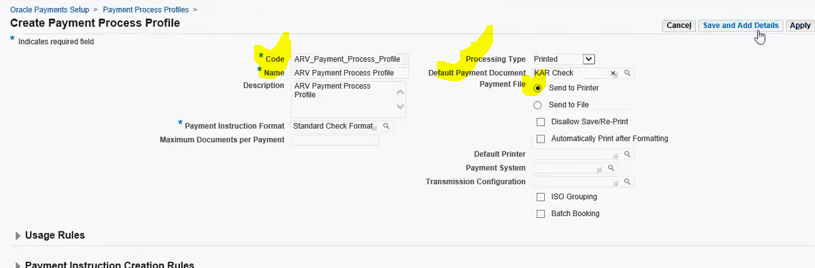 Oracle Payments Setup > Payment Process Profiles >
Create Payment Process Profile
Cancel Save and Add Details Apply
* Indicates required field
* Code ARV_Payment_Process_Profile
* Name ARV Payment Process Profile
Description ARV Payment Process
Profile
* Payment Instruction Format Standard Check Format
Maximum Documents per Payment
Processing Type Printed
Default Payment Document KAR Check
Payment File Send to Printer
Send to File
Disallow Save/Re-Print
Automatically Print after Formatting
Default Printer
Payment System
Transmission Configuration
ISO Grouping
Batch Booking
Usage Rules
Payment Instruction Creation Rules